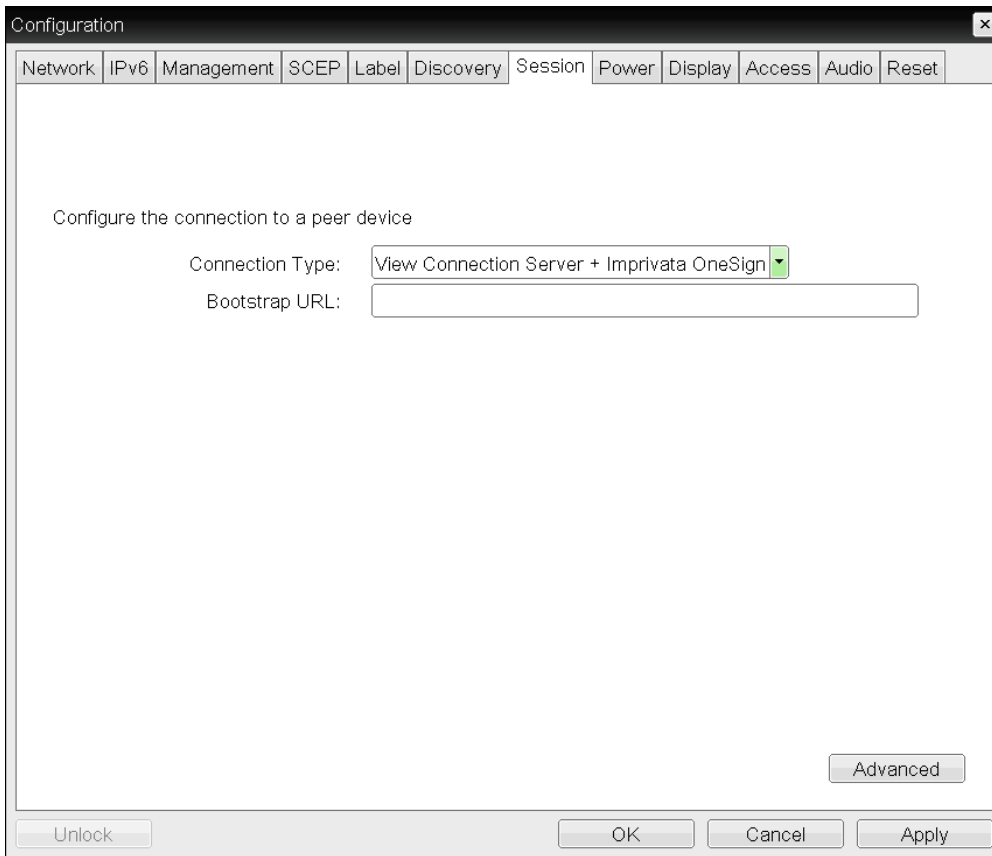 Configuration
Network IPv6 Management SCEP Label Discovery Session Power Display Access Audio Reset
Configure the connection to a peer device
Connection Type: View Connection Server + Imprivata OneSign
Bootstrap URL:
Advanced
Unlock OK Cancel Apply